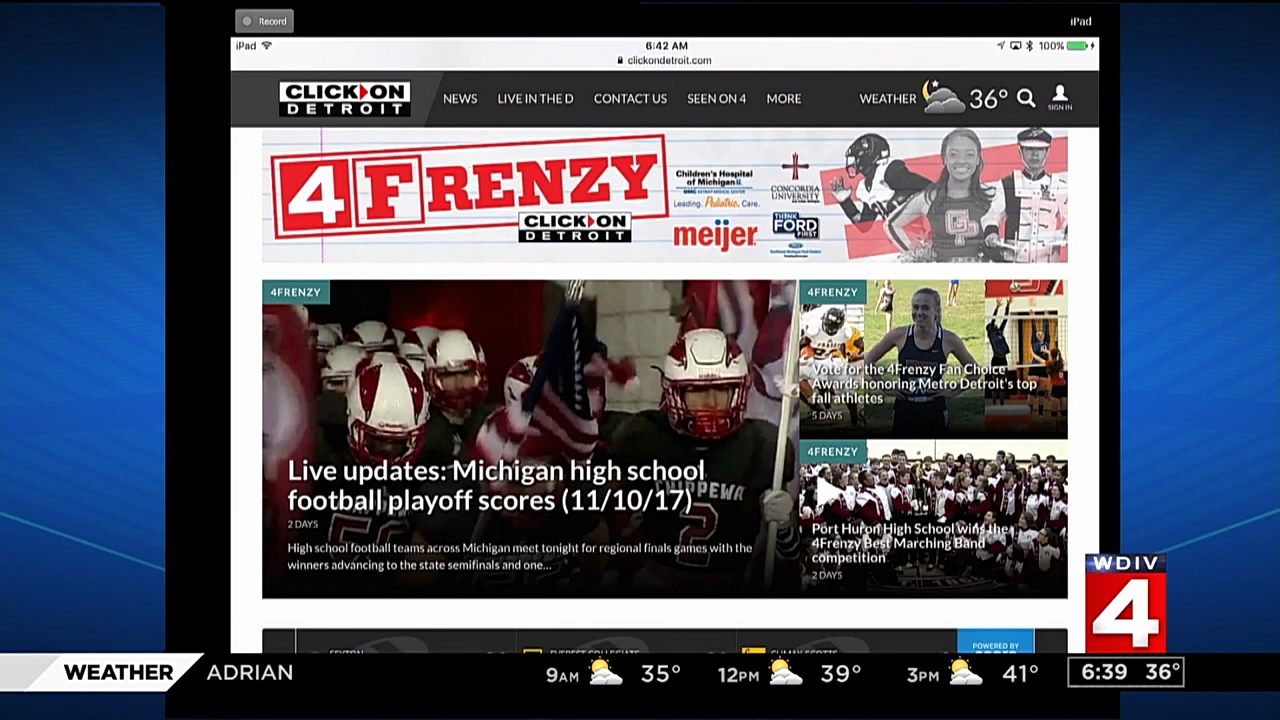 Record
iPad
iPad
6:42 AM
100%
clickondetroit.com
CLICK ON
DETROIT
NEWS
LIVE IN THE D
CONTACT US
SEEN ON 4
MORE
WEATHER
36°
SIGN IN
4FRENZY
CLICK ON
DETROIT
Children's Hospital
of Michigan
Leading. Pediatric. Care.
CONCORDIA
UNIVERSITY
meijer
THINK
FORD
FIRST
4FRENZY
CHIPPEWA
2
Live updates: Michigan high school
football playoff scores (11/10/17)
2 DAYS
High school football teams across Michigan meet tonight for regional finals games with the
winners advancing to the state semifinals and one...
4FRENZY
Vote for the 4Frenzy Fan Choice
Awards honoring Metro Detroit's top
fall athletes
5 DAYS
4FRENZY
Port Huron High School wins the
4Frenzy Best Marching Band
competition
2 DAYS
POWERED BY
WDIV
4
WEATHER
ADRIAN
9AM 35°
12PM 39°
3PM 41°
6:39 36°